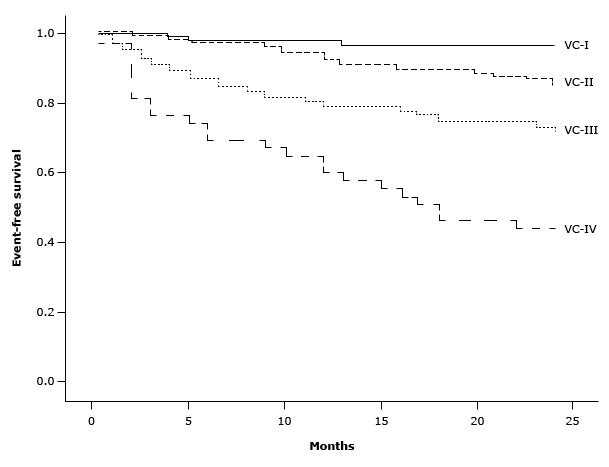 1.0
0.8
0.6
0.4
0.2
0.0
Event-free survival
VC-I
VC-II
VC-III
VC-IV
0 5 10 15 20 25
Months